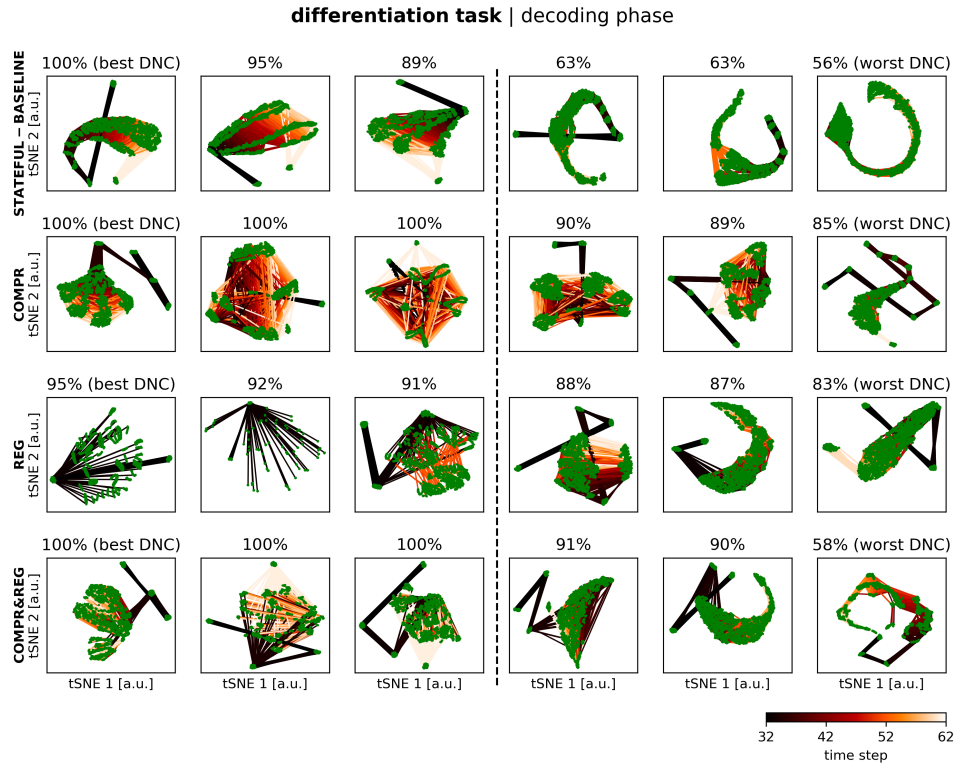 differentiation task | decoding phase
STATEFUL – BASELINE
tSNE 2 [a.u.]
100% (best DNC)
95%
89%
63%
63%
56% (worst DNC)
COMPR
tSNE 2 [a.u.]
100% (best DNC)
100%
100%
90%
89%
85% (worst DNC)
REG
tSNE 2 [a.u.]
95% (best DNC)
92%
91%
88%
87%
83% (worst DNC)
COMPR&REG
tSNE 2 [a.u.]
100% (best DNC)
100%
100%
91%
90%
58% (worst DNC)
tSNE 1 [a.u.]
tSNE 1 [a.u.]
tSNE 1 [a.u.]
tSNE 1 [a.u.]
tSNE 1 [a.u.]
tSNE 1 [a.u.]
32 42 52 62
time step